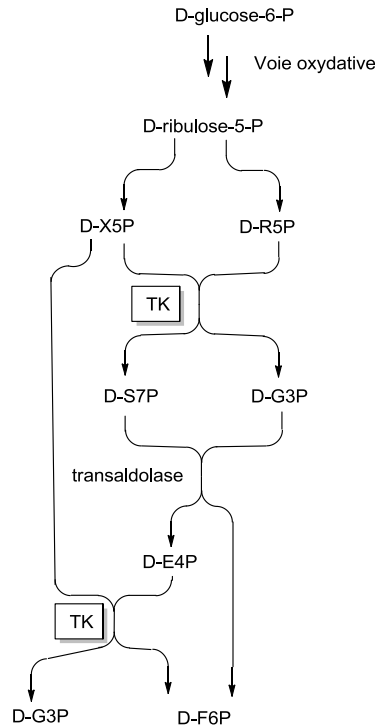 D-glucose-6-P
Voie oxydative
D-ribulose-5-P
D-X5P
D-R5P
TK
D-S7P
D-G3P
transaldolase
D-E4P
TK
D-G3P
D-F6P